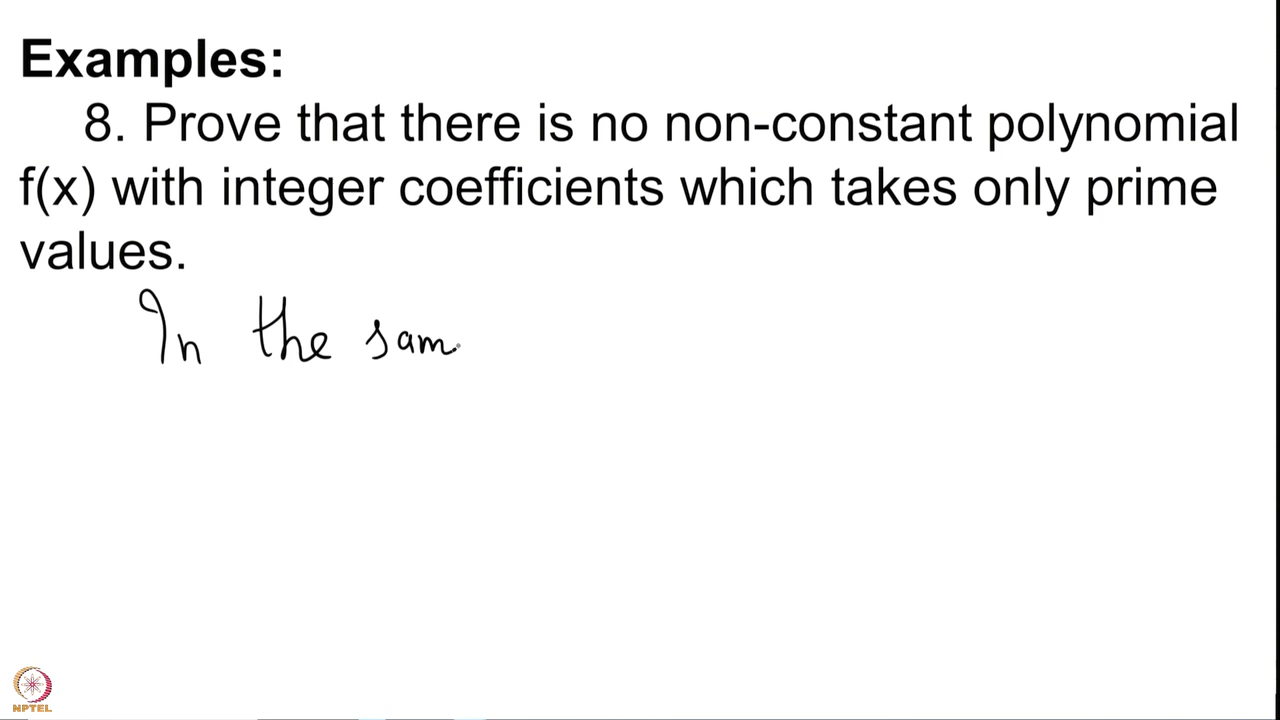 Examples:
8. Prove that there is no non-constant polynomial
f(x) with integer coefficients which takes only prime
values.
In the sam
NPTEL